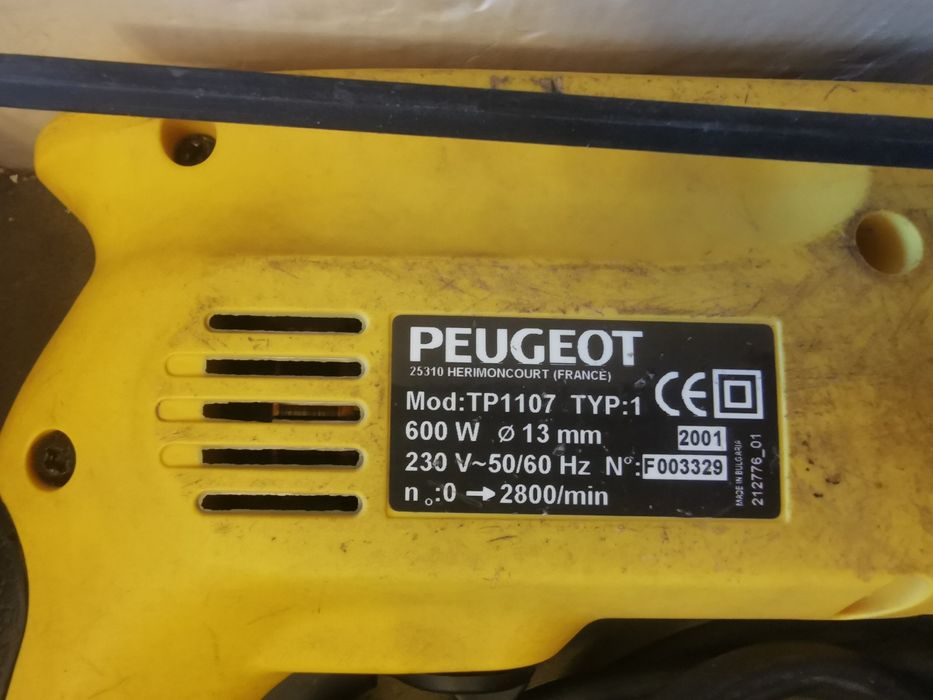 PEUGEOT
25310 HERIMONCOURT (FRANCE)
Mod:TP1107 TYP:1
CE
600 W ⌀ 13 mm
2001
230 V~50/60 Hz N°:F003329
n o:0 →2800/min
MADE IN BULGARIA
212776_01